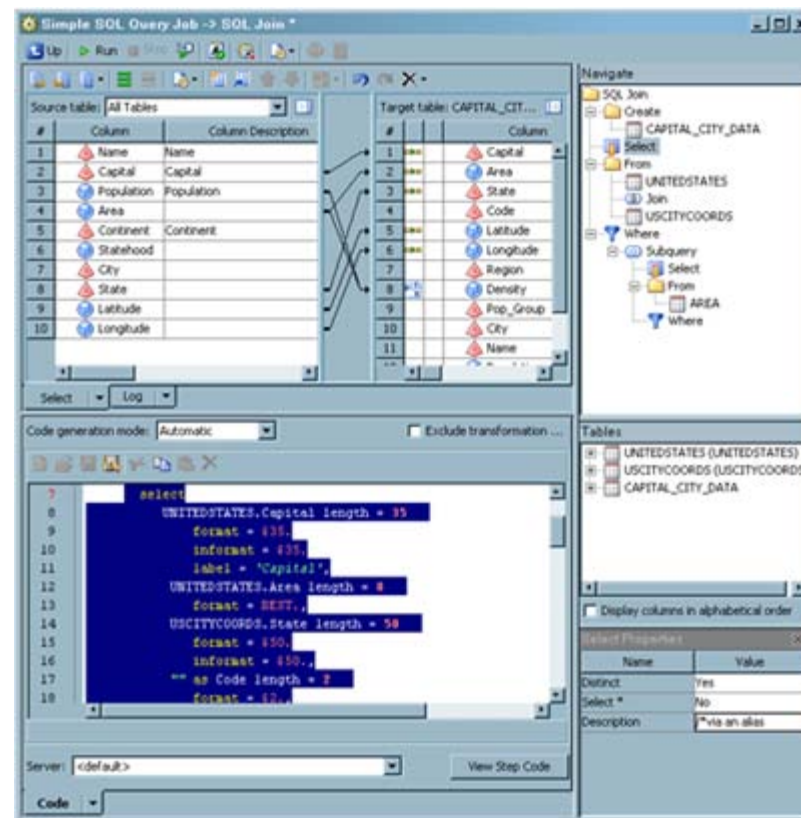 Simple SQL Query Job -> SQL Join *
Up Run Stop
Source table: All Tables
# Column Column Description
1 Name Name
2 Capital Capital
3 Population Population
4 Area
5 Continent Continent
6 Statehood
7 City
8 State
9 Latitude
10 Longitude
Target table: CAPITAL_CIT...
# Column
1 Capital
2 Area
3 State
4 Code
5 Latitude
6 Longitude
7 Region
8 Density
9 Pop_Group
10 City
11 Name
Select Log
Navigate
SQL Join
Create
CAPITAL_CITY_DATA
Select
From
UNITEDSTATES
Join
USCITYCOORDS
Where
Subquery
Select
From
AREA
Where
Code generation mode: Automatic Exclude transformation ...
7 select
8 UNITEDSTATES.Capital length = 35
9 format = $35.
10 informat = $35.
11 label = 'Capital',
12 UNITEDSTATES.Area length = 8
13 format = BEST.,
14 USCITYCOORDS.State length = 50
15 format = $50.
16 informat = $50.,
17 "" as Code length = 2
18 format = $2.,
Server: <default> View Step Code
Code
Tables
UNITEDSTATES (UNITEDSTATES)
USCITYCOORDS (USCITYCOORDS
CAPITAL_CITY_DATA
Display columns in alphabetical order
Select Properties
Name Value
Distinct Yes
Select * No
Description /*via an alias